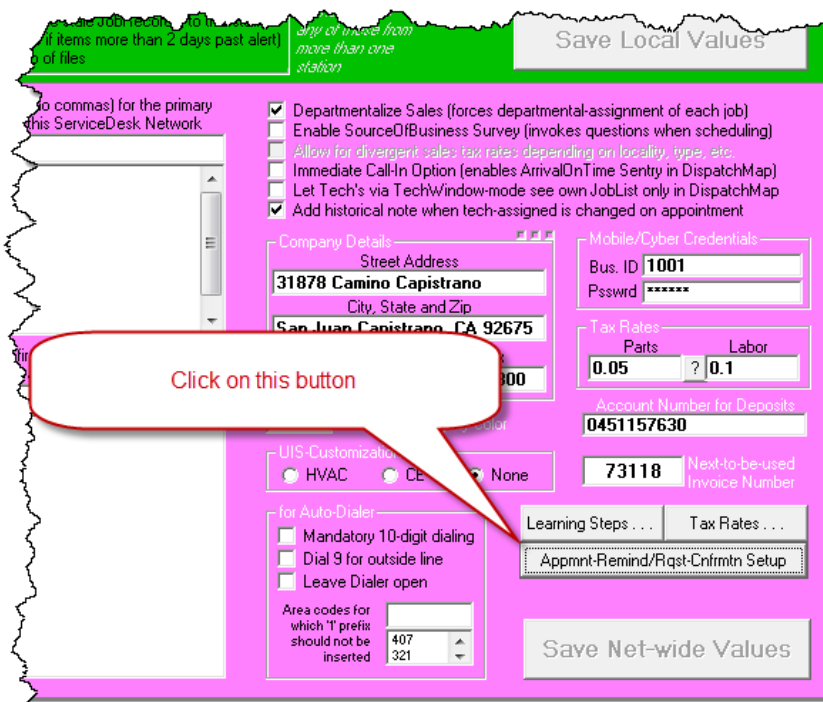 any of those from
if items more than 2 days past alert)
more than one
o of files
station
Save Local Values
no commas) for the primary
this ServiceDesk Network
Departmentalize Sales (forces departmental-assignment of each job)
Enable SourceOfBusiness Survey (invokes questions when scheduling)
Allow for divergent sales tax rates depending on locality, type, etc.
Immediate Call-In Option (enables ArrivalOnTime Sentry in DispatchMap)
Let Tech's via TechWindow-mode see own JobList only in DispatchMap
Add historical note when tech-assigned is changed on appointment
Company Details
Street Address
31878 Camino Capistrano
City, State and Zip
San Juan Capistrano, CA 92675
300
Mobile/Cyber Credentials
Bus. ID 1001
Psswrd ******
Tax Rates
Parts Labor
0.05 ? 0.1
Click on this button
Account Number for Deposits
0451157630
UIS-Customization
HVAC None
73118 Next-to-be-used
Invoice Number
for Auto-Dialer
Mandatory 10-digit dialing
Dial 9 for outside line
Leave Dialer open
Area codes for
which '1' prefix
should not be
inserted
407
321
Learning Steps . . . Tax Rates . . .
Appmnt-Remind/Rqst-Cnfrmtn Setup
Save Net-wide Values